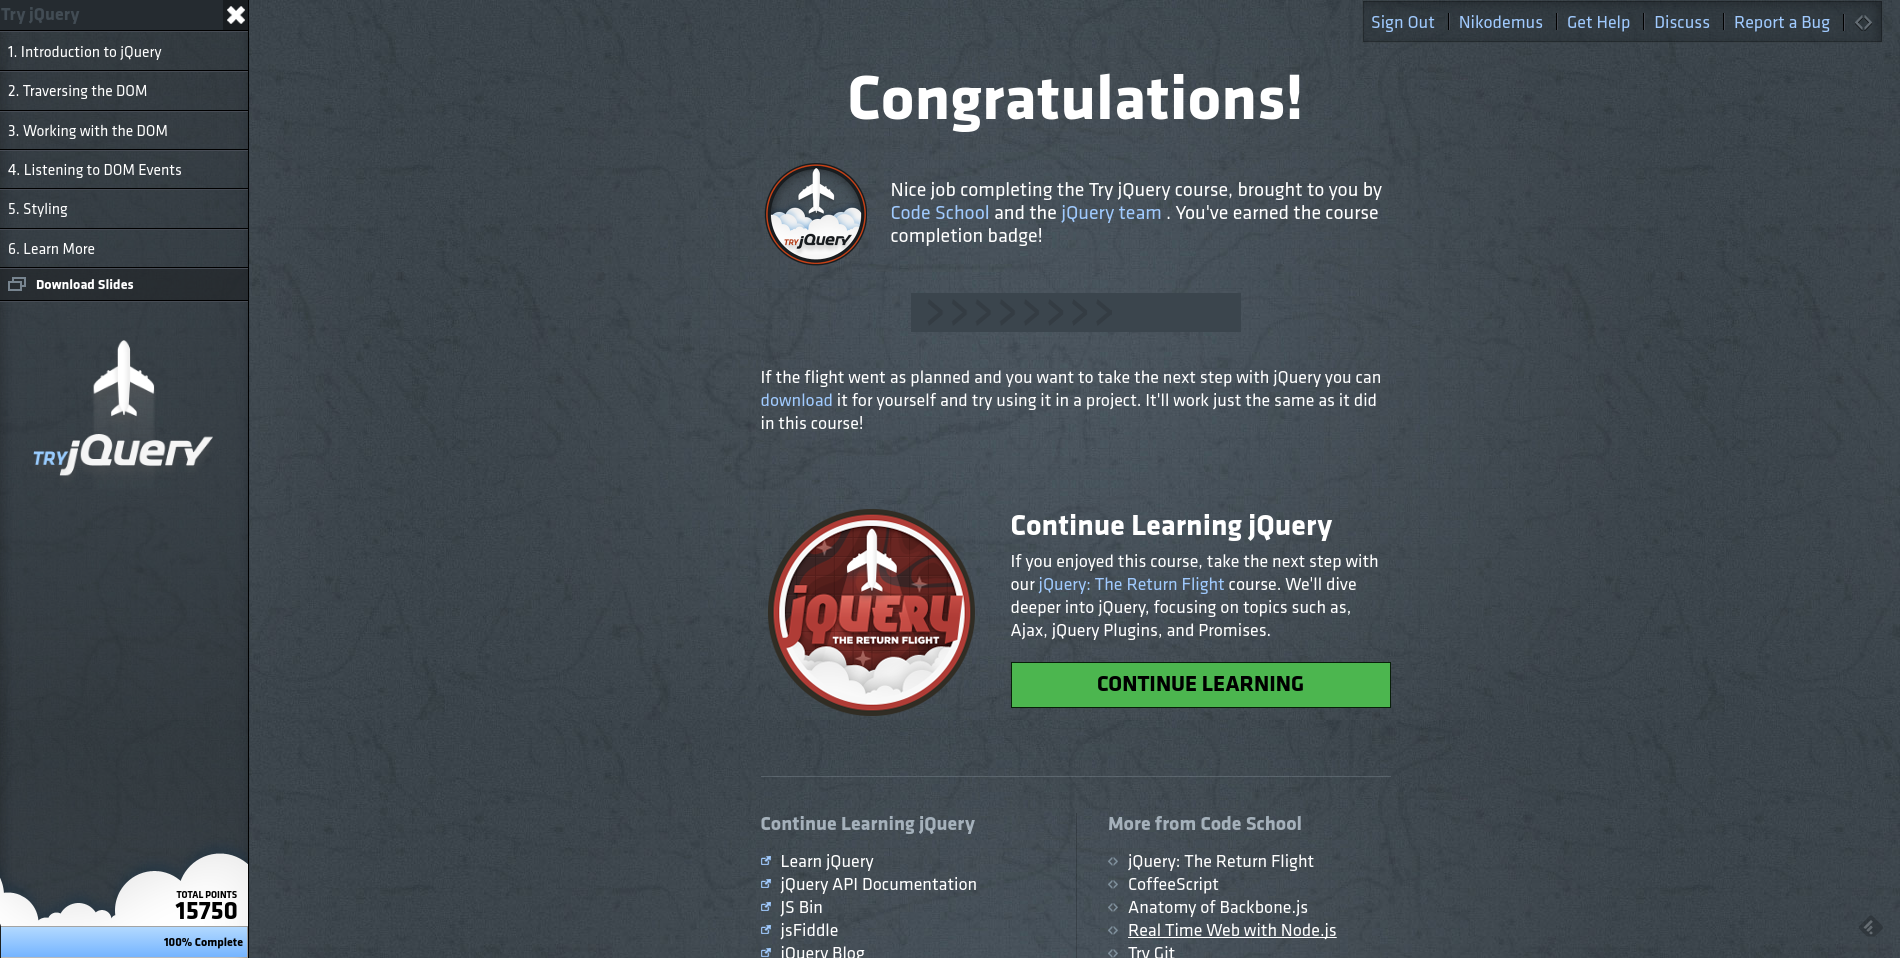 Try jQuery
1. Introduction to jQuery
2. Traversing the DOM
3. Working with the DOM
4. Listening to DOM Events
5. Styling
6. Learn More
Download Slides
TRY jQuery
TOTAL POINTS
15750
100% Complete
Sign Out
Nikodemus
Get Help
Discuss
Report a Bug
Congratulations!
TRY jQuery
Nice job completing the Try jQuery course, brought to you by
Code School and the jQuery team . You've earned the course
completion badge!
If the flight went as planned and you want to take the next step with jQuery you can
download it for yourself and try using it in a project. It'll work just the same as it did
in this course!
jQUERY
THE RETURN FLIGHT
Continue Learning jQuery
If you enjoyed this course, take the next step with
our jQuery: The Return Flight course. We'll dive
deeper into jQuery, focusing on topics such as,
Ajax, jQuery Plugins, and Promises.
CONTINUE LEARNING
Continue Learning jQuery
Learn jQuery
jQuery API Documentation
JS Bin
jsFiddle
jQuery Blog
More from Code School
jQuery: The Return Flight
CoffeeScript
Anatomy of Backbone.js
Real Time Web with Node.js
Try Git